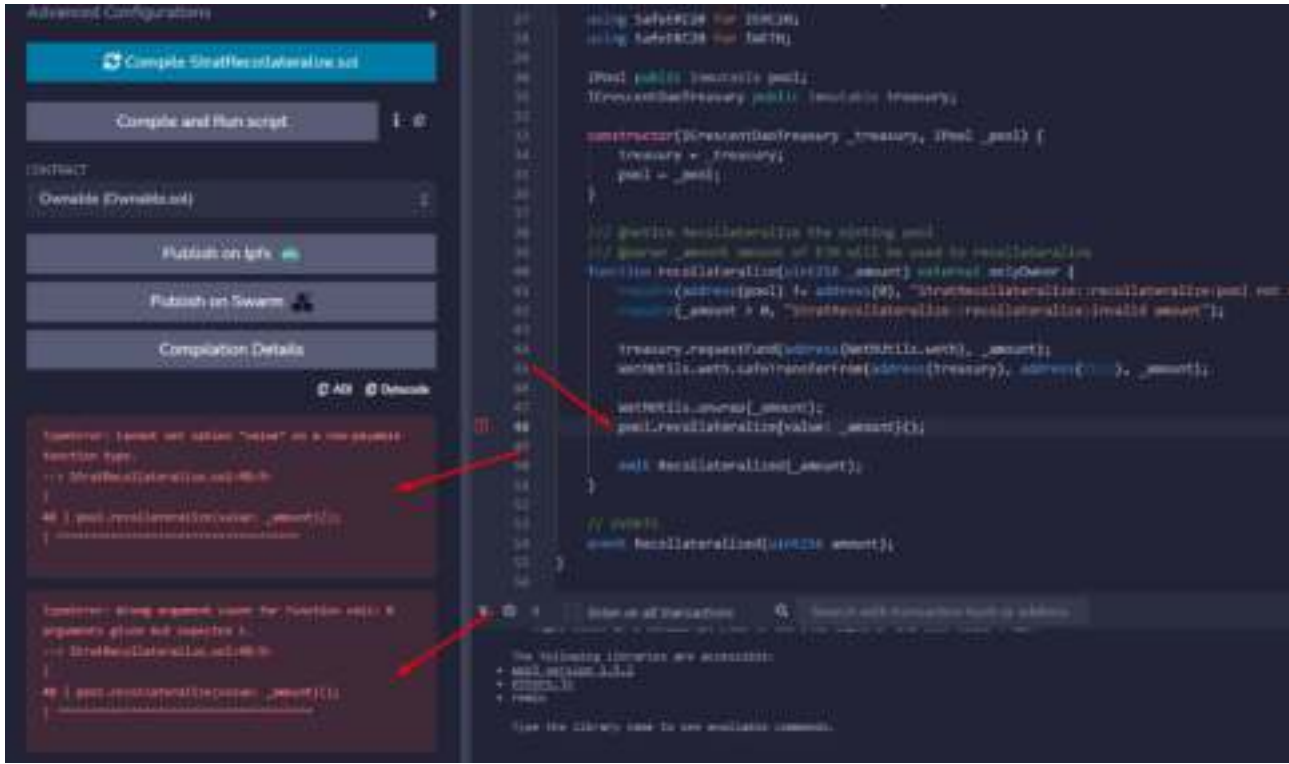 Advanced Configurations
Compile StratRecollateralize.sol
Compile and Run script
CONTRACT
Ownable (Ownable.sol)
Publish on Ipfs
Publish on Swarm
Compilation Details
ABI Bytecode
TypeError: Cannot set option "value" on a non-payable
function type.
--> StratRecollateralize.sol:48:9:
|
48 | pool.recollateralize{value: _amount}();
| ^^^^^^^^^^^^^^^^^^^^^^^^^^^^^^^^^^^^
TypeError: Wrong argument count for function call: 0
arguments given but expected 1.
--> StratRecollateralize.sol:48:9:
|
48 | pool.recollateralize{value: _amount}();
| ^^^^^^^^^^^^^^^^^^^^^^^^^^^^^^^^^^^^^^
using SafeERC20 for IERC20;
using SafeERC20 for IWETH;
IPool public immutable pool;
ICrescentDaoTreasury public immutable treasury;
constructor(ICrescentDaoTreasury _treasury, IPool _pool) {
treasury = _treasury;
pool = _pool;
}
/// @notice Recollateralize the minting pool
/// _amount amount of ETH will be used to recollateralize
function recollateralize(uint256 _amount) external onlyOwner {
require(address(pool) != address(0), "StratRecollateralize::recollateralize:pool not
require(_amount > 0, "StratRecollateralize::recollateralize:invalid amount");
treasury.requestFund(address(WethUtils.weth), _amount);
WethUtils.weth.safeTransferFrom(address(treasury), address(this), _amount);
WethUtils.unwrap(_amount);
48 pool.recollateralize{value: _amount}();
emit Recollateralized(_amount);
}
// EVENTS
event Recollateralized(uint256 amount);
}
listen on all transactions
Search with transaction hash or address
The following libraries are accessible:
• web3 version 1.5.2
• ethers.js
• remix
Type the library name to see available commands.